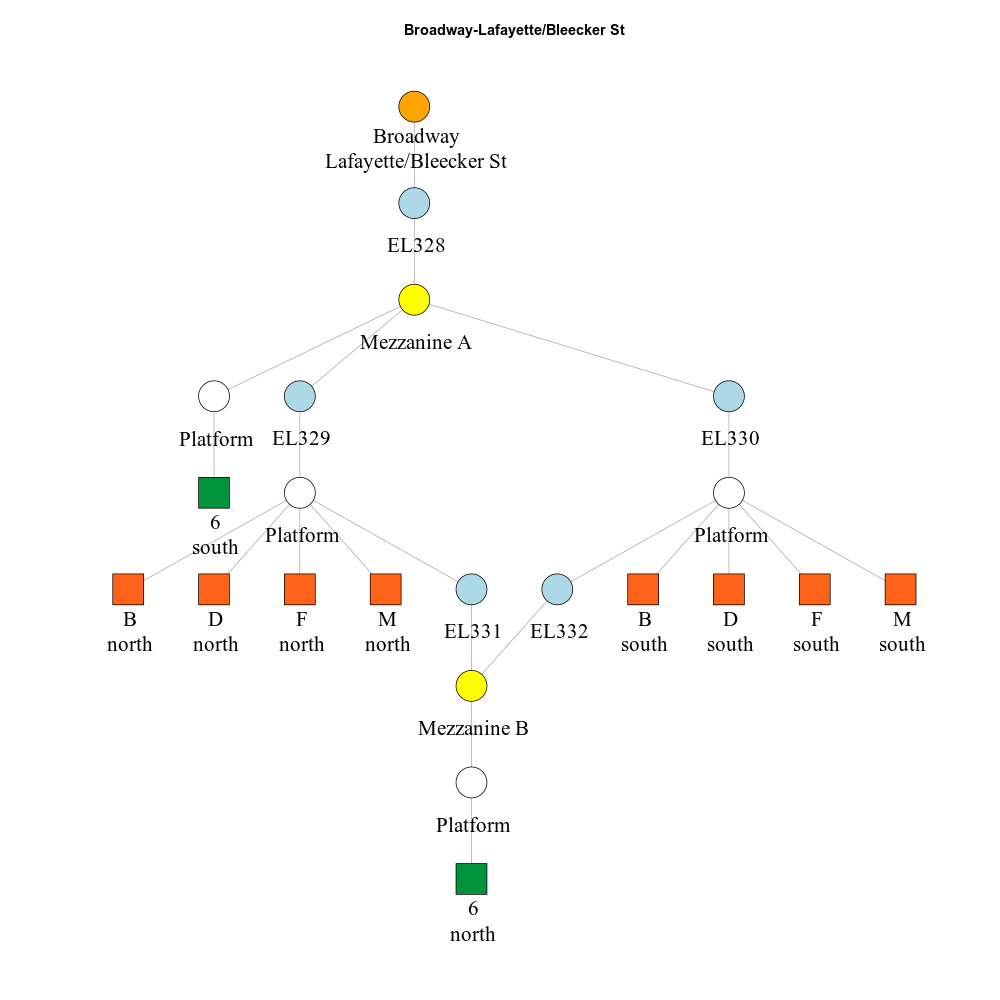 Broadway-Lafayette/Bleecker St
Broadway
Lafayette/Bleecker St
EL328
Mezzanine A
Platform
EL329
EL330
6
south
Platform
Platform
B
north
D
north
F
north
M
north
EL331
EL332
B
south
D
south
F
south
M
south
Mezzanine B
Platform
6
north